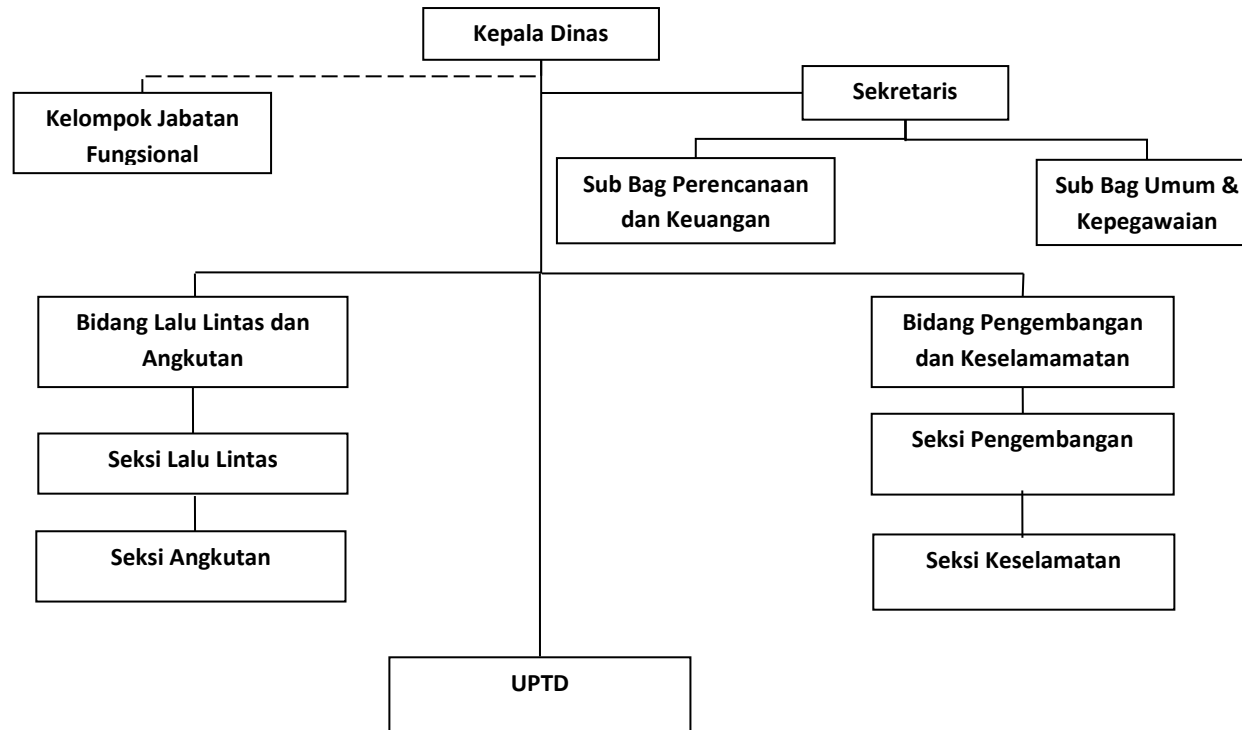 Kepala Dinas
Sekretaris
Kelompok Jabatan
Fungsional
Sub Bag Perencanaan
dan Keuangan
Sub Bag Umum &
Kepegawaian
Bidang Lalu Lintas dan
Angkutan
Bidang Pengembangan
dan Keselamamatan
Seksi Lalu Lintas
Seksi Pengembangan
Seksi Angkutan
Seksi Keselamatan
UPTD